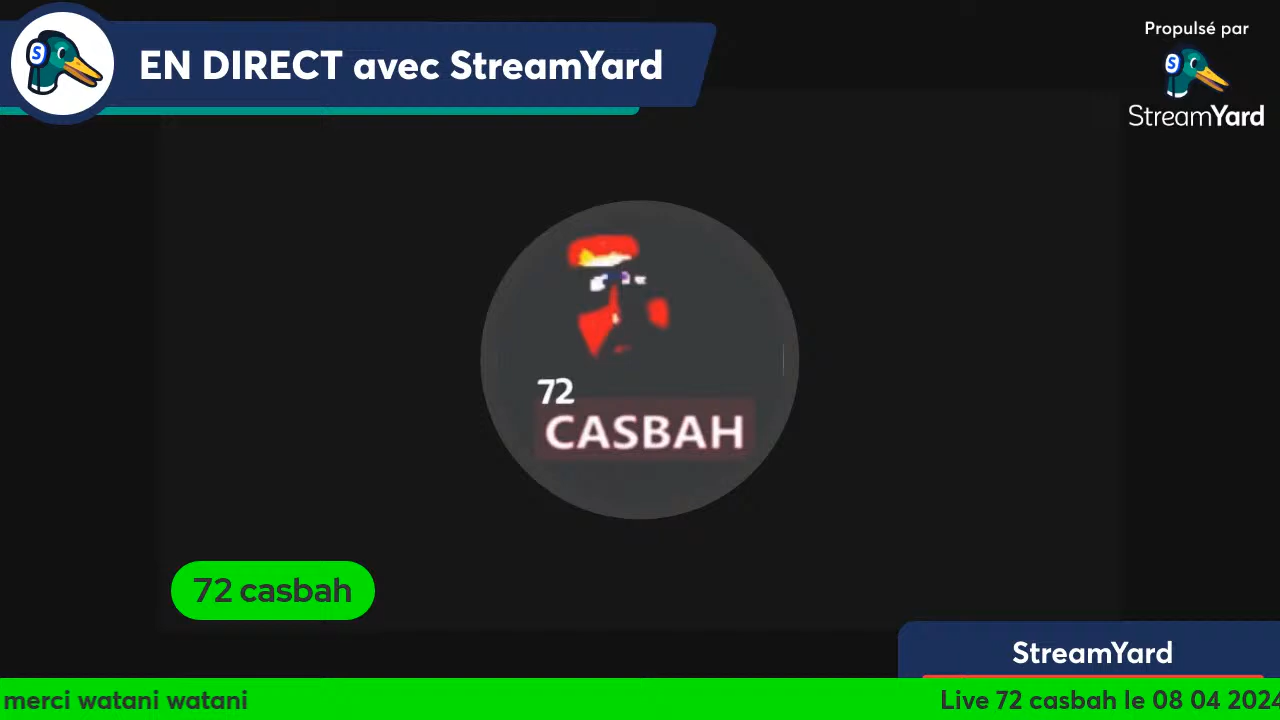 EN DIRECT avec StreamYard
Propulsé par
StreamYard
72
CASBAH
72 casbah
StreamYard
merci watani watani
Live 72 casbah le 08 04 2024